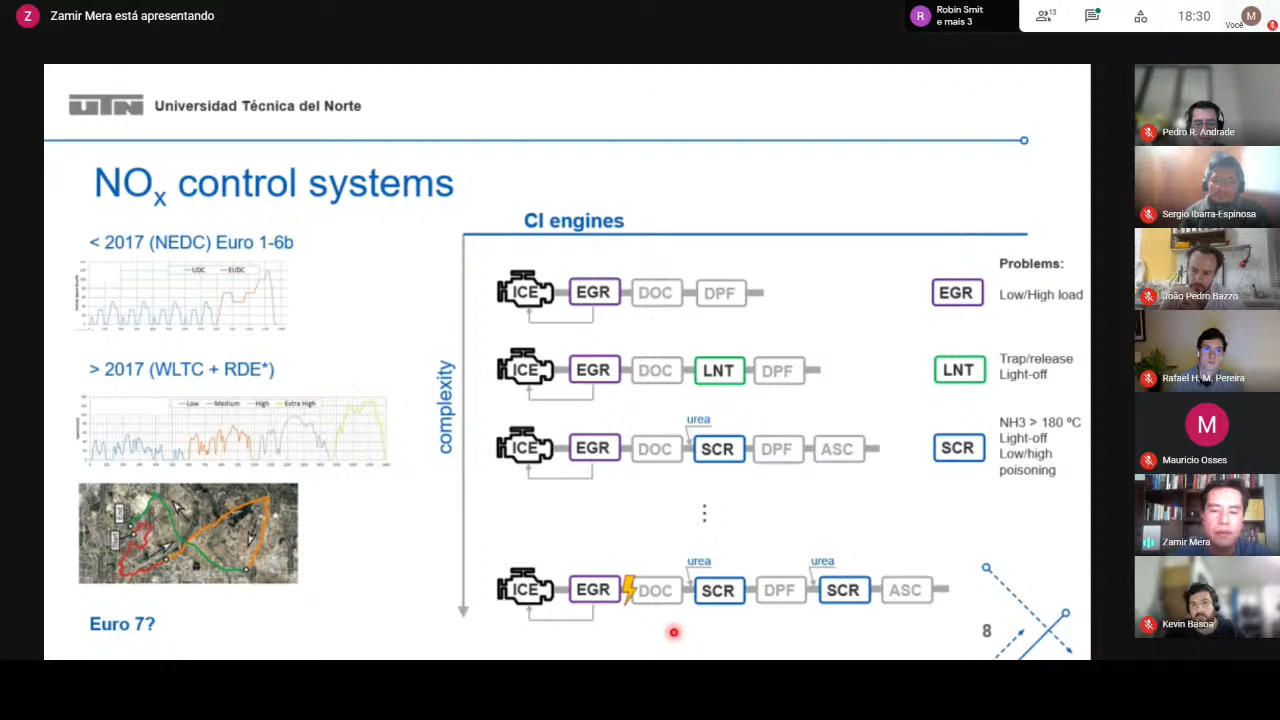 Z
Zamir Mera está apresentando
R
Robin Smit
e mais 3
13
18:30
Você
M
UTN Universidad Técnica del Norte
NOx control systems
< 2017 (NEDC) Euro 1-6b
UDC EUDC
> 2017 (WLTC + RDE*)
Low Medium High Extra High
Euro 7?
CI engines
complexity
ICE EGR DOC DPF
ICE EGR DOC LNT DPF
urea
ICE EGR DOC SCR DPF ASC
⋮
urea urea
ICE EGR DOC SCR DPF SCR ASC
Problems:
EGR Low/High load
LNT Trap/release
Light-off
SCR NH3 > 180 ºC
Light-off
Low/high
poisoning
8
Pedro R. Andrade
Sergio Ibarra-Espinosa
João Pedro Bazzo
Rafael H. M. Pereira
M
Mauricio Osses
Zamir Mera
Kevin Basoa